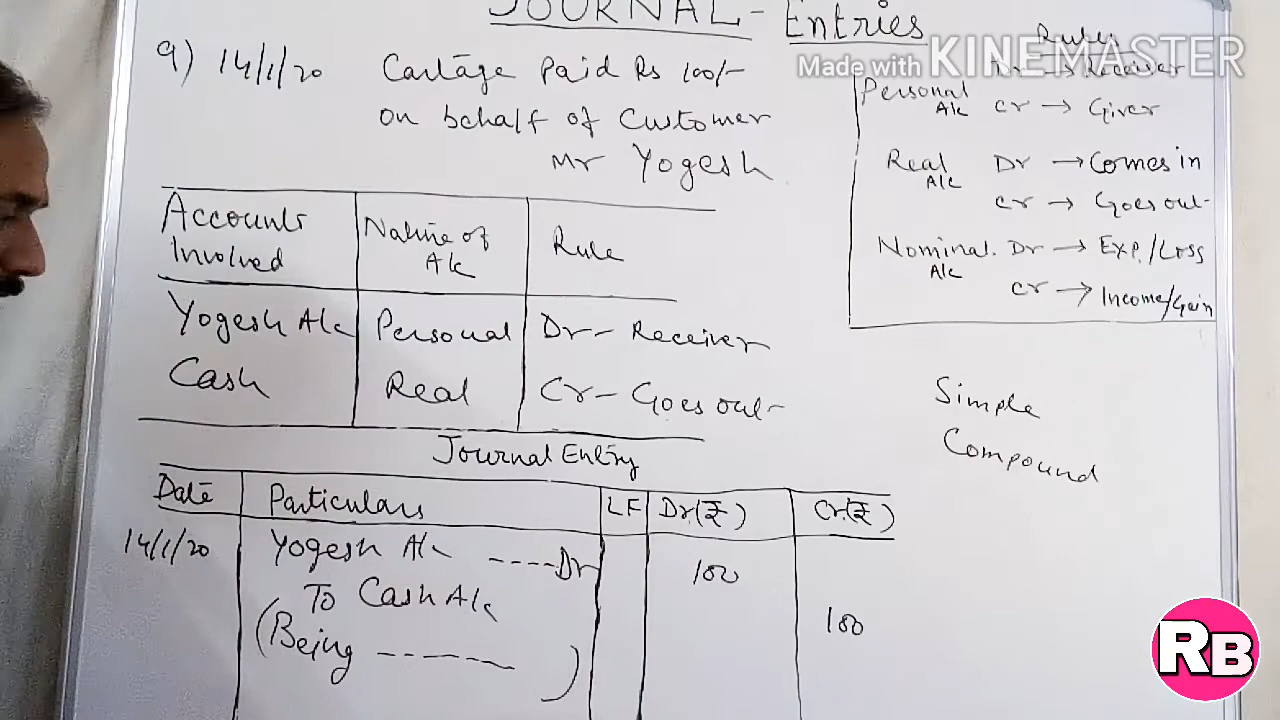 JOURNAL - Entries
Made with KINEMASTER
9) 14/1/20 Cartage Paid Rs 100/-
on behalf of Customer
Mr Yogesh
Rule:
Personal A/c Dr → Receiver
Cr → Giver
Real A/c Dr → Comes in
Cr → Goes out
Nominal A/c Dr → Exp./Loss
Cr → Income/Gain
Accounts Involved Nature of A/c Rule
Yogesh A/c Personal Dr - Receiver
Cash Real Cr - Goes out
Simple
Compound
Journal Entry
Date Particulars LF Dr.(₹) Cr.(₹)
14/1/20 Yogesh A/c ---- Dr 100
To Cash A/c 100
(Being ------- )
RB